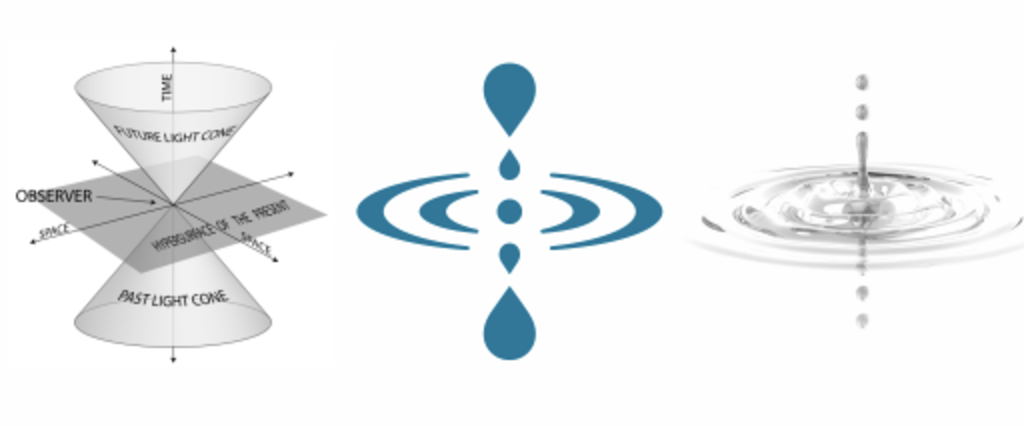 TIME
FUTURE LIGHT CONE
OBSERVER
SPACE
HYPERSURFACE OF THE PRESENT
SPACE
PAST LIGHT CONE